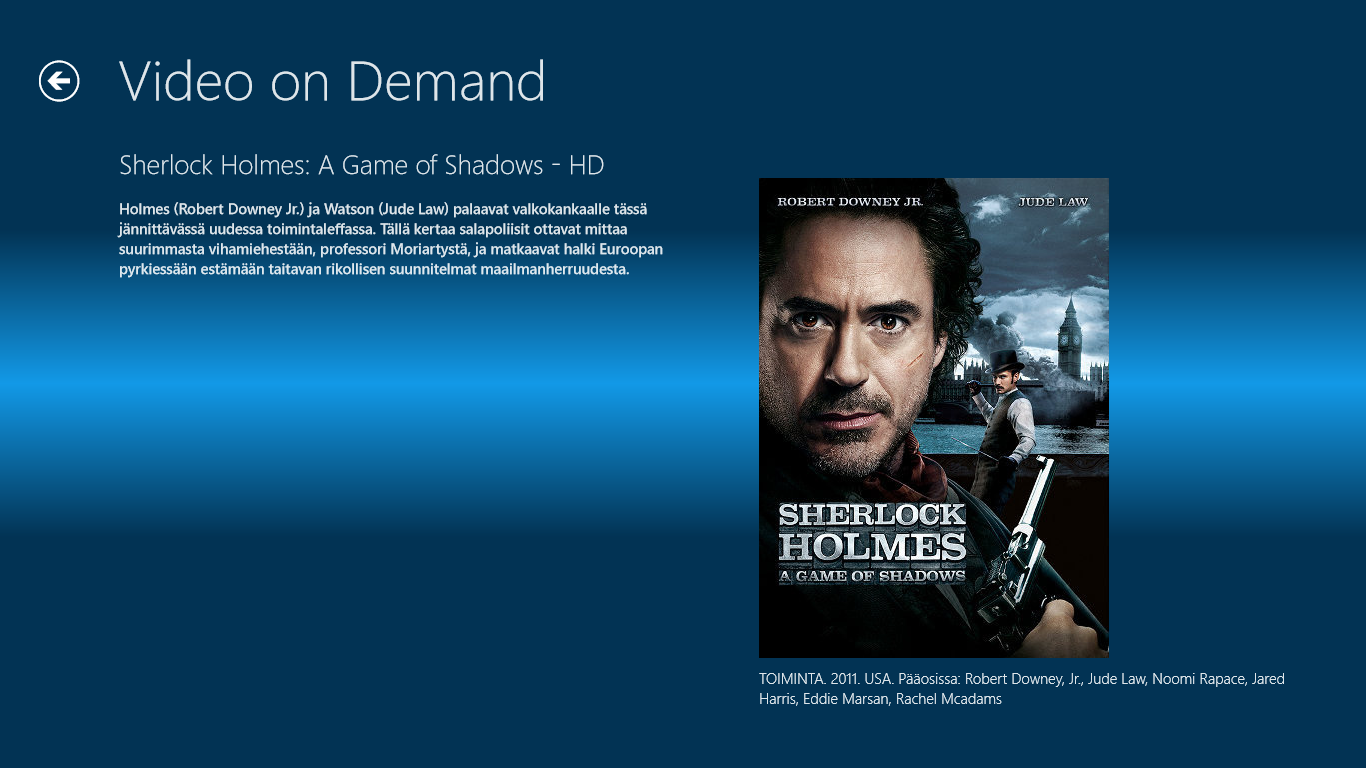 Video on Demand
Sherlock Holmes: A Game of Shadows - HD
Holmes (Robert Downey Jr.) ja Watson (Jude Law) palaavat valkokankaalle tässä
jännittävässä uudessa toimintaleffassa. Tällä kertaa salapoliisit ottavat mittaa
suurimmasta vihamiehestään, professori Moriartystä, ja matkaavat halki Euroopan
pyrkiessään estämään taitavan rikollisen suunnitelmat maailmanherruudesta.
ROBERT DOWNEY JR.
JUDE LAW
SHERLOCK
HOLMES
A GAME OF SHADOWS
TOIMINTA. 2011. USA. Pääosissa: Robert Downey, Jr., Jude Law, Noomi Rapace, Jared
Harris, Eddie Marsan, Rachel Mcadams